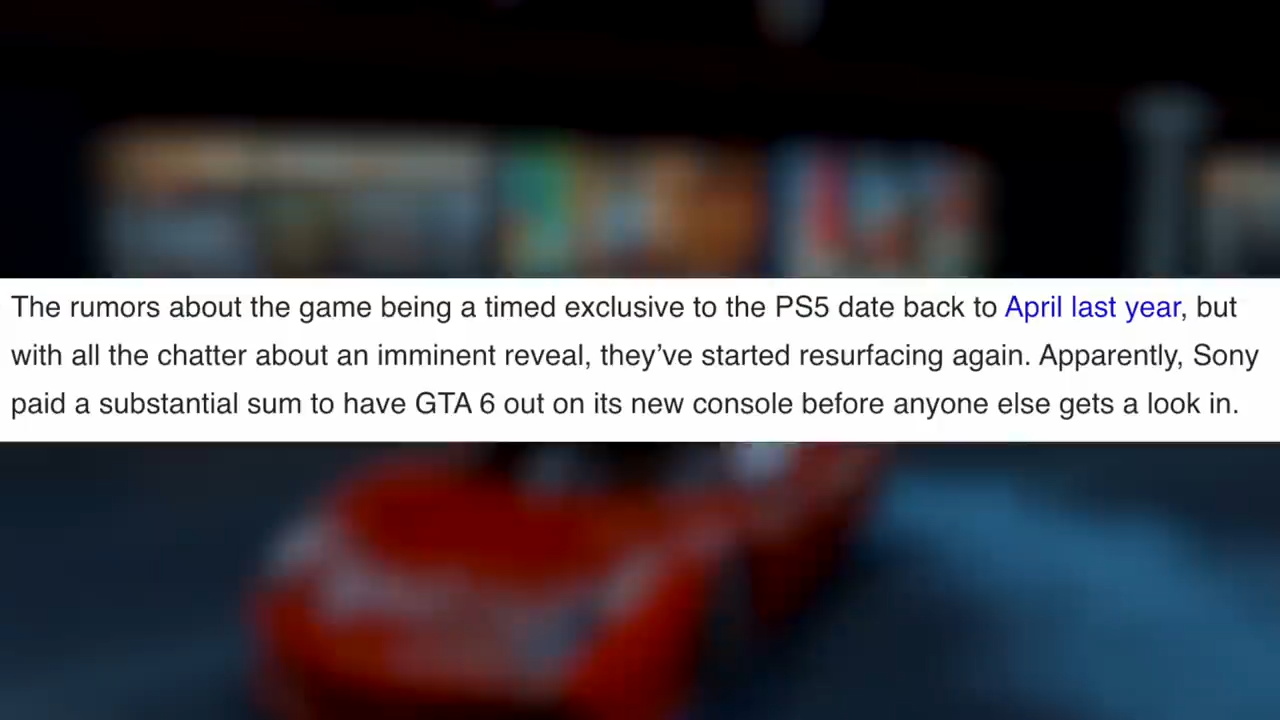 The rumors about the game being a timed exclusive to the PS5 date back to April last year, but
with all the chatter about an imminent reveal, they’ve started resurfacing again. Apparently, Sony
paid a substantial sum to have GTA 6 out on its new console before anyone else gets a look in.